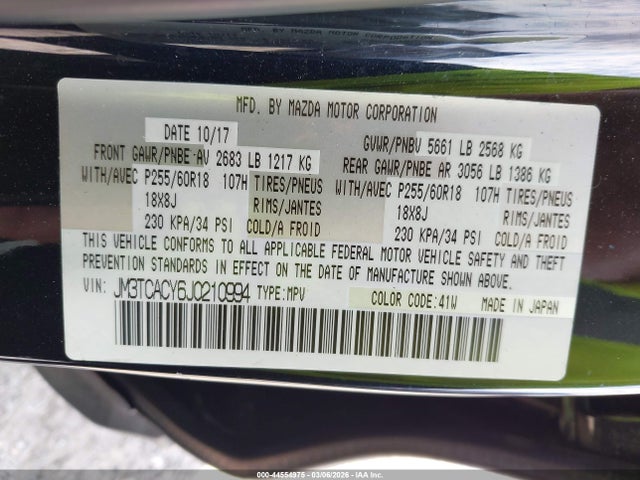 MFD. BY MAZDA MOTOR CORPORATION
DATE 10/17 GVWR/PNBV 5661 LB 2568 KG
FRONT GAWR/PNBE AV 2683 LB 1217 KG REAR GAWR/PNBE AR 3056 LB 1386 KG
WITH/AVEC P255/60R18 107H TIRES/PNEUS WITH/AVEC P255/60R18 107H TIRES/PNEUS
18X8J RIMS/JANTES 18X8J RIMS/JANTES
230 KPA/34 PSI COLD/A FROID 230 KPA/34 PSI COLD/A FROID
THIS VEHICLE CONFORMS TO ALL APPLICABLE FEDERAL MOTOR VEHICLE SAFETY AND THEFT
PREVENTION STANDARDS IN EFFECT ON THE DATE OF MANUFACTURE SHOWN ABOVE.
VIN: JM3TCACY6J0210994 TYPE:MPV COLOR CODE:41W MADE IN JAPAN
000-44554975 - 03/06/2026 - Copyright IAA, LLC